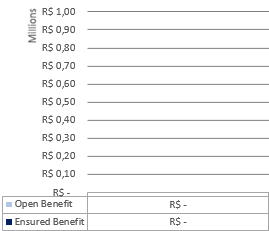 Millions
R$ 1,00
R$ 0,90
R$ 0,80
R$ 0,70
R$ 0,60
R$ 0,50
R$ 0,40
R$ 0,30
R$ 0,20
R$ 0,10
R$ -
Open Benefit R$ -
Ensured Benefit R$ -